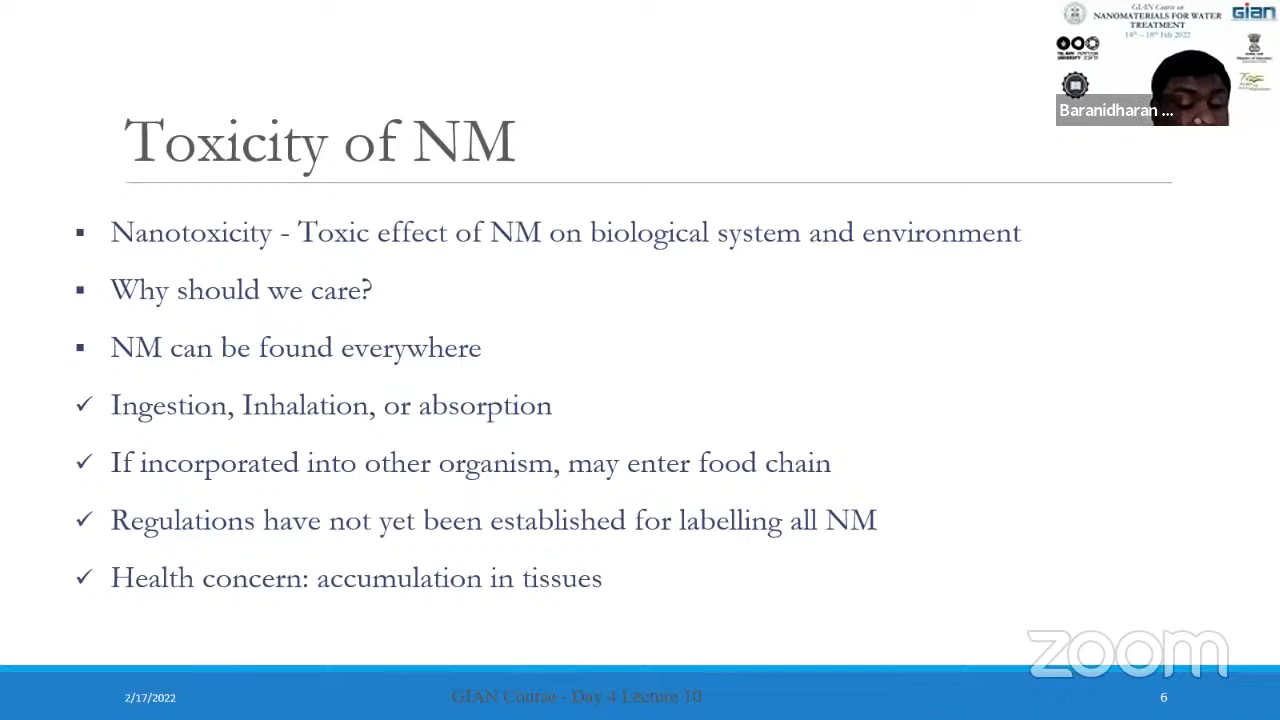 GIAN Course on
NANOMATERIALS FOR WATER
TREATMENT
14th – 18th Feb 2022
GIAN
Baranidharan ...
Toxicity of NM
Nanotoxicity - Toxic effect of NM on biological system and environment
Why should we care?
NM can be found everywhere
Ingestion, Inhalation, or absorption
If incorporated into other organism, may enter food chain
Regulations have not yet been established for labelling all NM
Health concern: accumulation in tissues
zoom
2/17/2022
GIAN Course - Day 4 Lecture 10
6